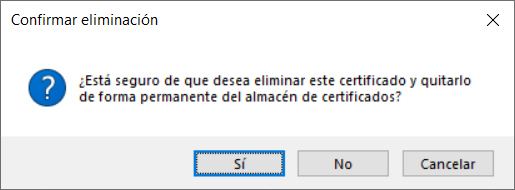 Confirmar eliminación
¿Está seguro de que desea eliminar este certificado y quitarlo
de forma permanente del almacén de certificados?
Sí
No
Cancelar